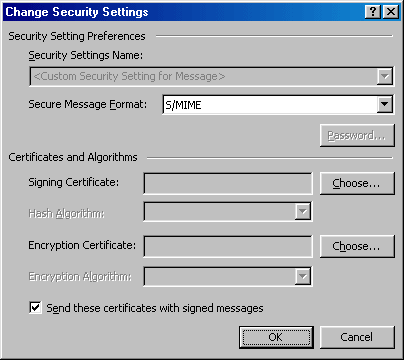 Change Security Settings
Security Setting Preferences
Security Settings Name:
<Custom Security Setting for Message>
Secure Message Format:
S/MIME
Password...
Certificates and Algorithms
Signing Certificate:
Choose...
Hash Algorithm:
Encryption Certificate:
Choose...
Encryption Algorithm:
Send these certificates with signed messages
OK
Cancel